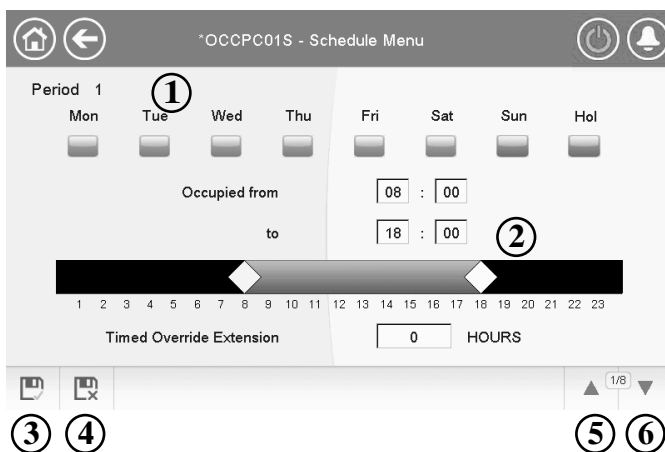 *OCCPC01S - Schedule Menu
Period 1
1
Mon Tue Wed Thu Fri Sat Sun Hol
Occupied from 08 : 00
to 18 : 00
2
1 2 3 4 5 6 7 8 9 10 11 12 13 14 15 16 17 18 19 20 21 22 23
Timed Override Extension 0 HOURS
1/8
3 4 5 6